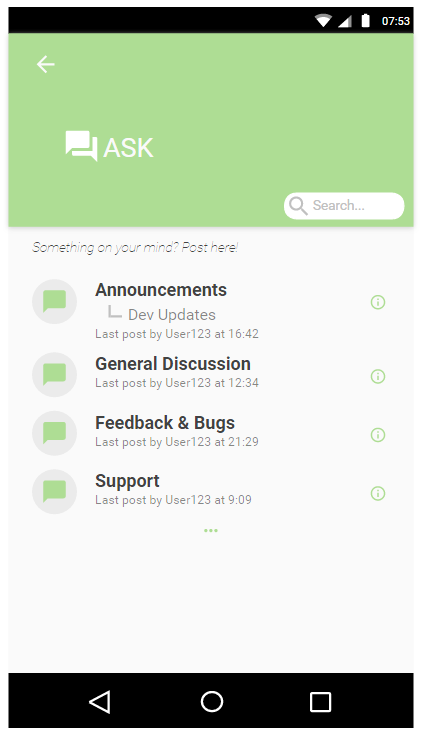 07:53
ASK
Search...
Something on your mind? Post here!
Announcements
Dev Updates
Last post by User123 at 16:42
General Discussion
Last post by User123 at 12:34
Feedback & Bugs
Last post by User123 at 21:29
Support
Last post by User123 at 9:09